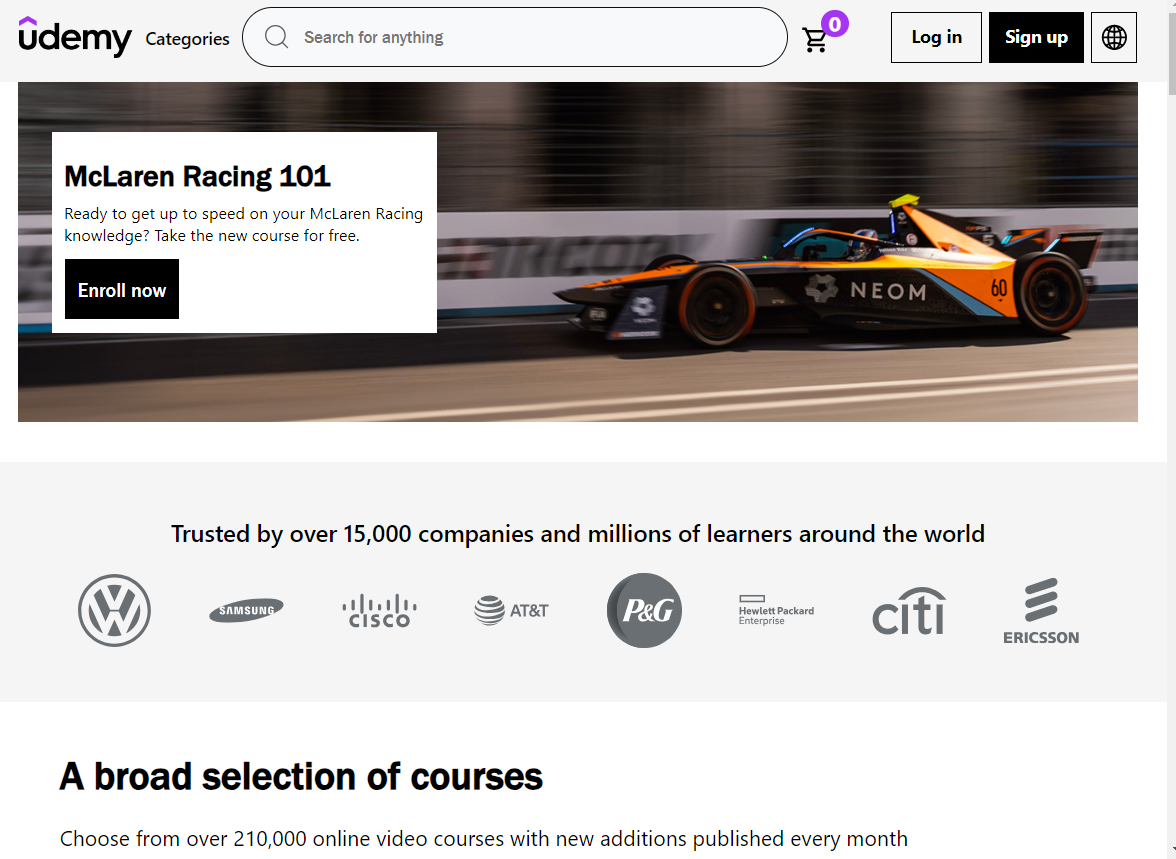 ûdemy Categories Search for anything 0 Log in Sign up
McLaren Racing 101
Ready to get up to speed on your McLaren Racing
knowledge? Take the new course for free.
Enroll now
NEOM
60
Trusted by over 15,000 companies and millions of learners around the world
SAMSUNG
CISCO
AT&T
P&G
Hewlett Packard
Enterprise
citi
ERICSSON
A broad selection of courses
Choose from over 210,000 online video courses with new additions published every month